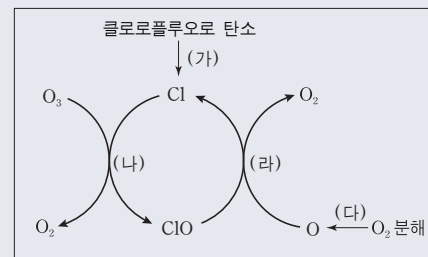 클로로플루오로 탄소
(가)
O₃ Cl O₂
(나) (라)
(다)
O₂ ClO O O₂ 분해